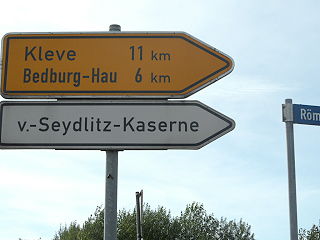 Kleve 11 km
Bedburg-Hau 6 km
v.-Seydlitz-Kaserne
Röm